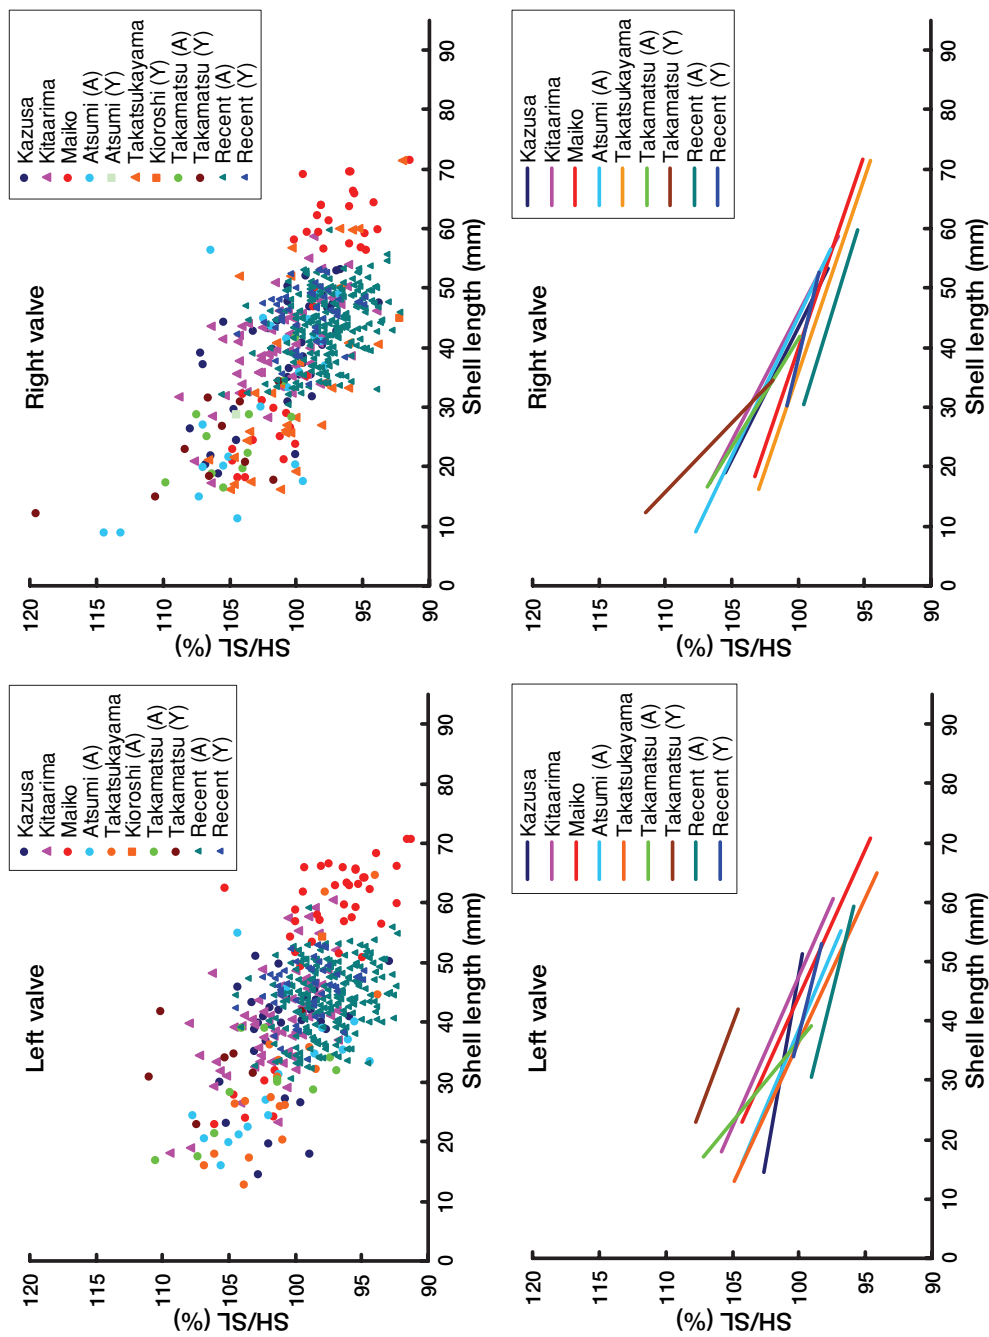 Left valve
Kazusa
Kitaarima
Maiko
Atsumi (A)
Takatsukayama
Kioroshi (A)
Takamatsu (A)
Takamatsu (Y)
Recent (A)
Recent (Y)
SH/SL (%)
120
115
110
105
100
95
90
0 10 20 30 40 50 60 70 80 90
Shell length (mm)
Right valve
Kazusa
Kitaarima
Maiko
Atsumi (A)
Atsumi (Y)
Takatsukayama
Kioroshi (Y)
Takamatsu (A)
Takamatsu (Y)
Recent (A)
Recent (Y)
SH/SL (%)
120
115
110
105
100
95
90
0 10 20 30 40 50 60 70 80 90
Shell length (mm)
Left valve
Kazusa
Kitaarima
Maiko
Atsumi (A)
Takatsukayama
Takamatsu (A)
Takamatsu (Y)
Recent (A)
Recent (Y)
SH/SL (%)
120
115
110
105
100
95
90
0 10 20 30 40 50 60 70 80 90
Shell length (mm)
Right valve
Kazusa
Kitaarima
Maiko
Atsumi (A)
Takatsukayama
Takamatsu (A)
Takamatsu (Y)
Recent (A)
Recent (Y)
SH/SL (%)
120
115
110
105
100
95
90
0 10 20 30 40 50 60 70 80 90
Shell length (mm)